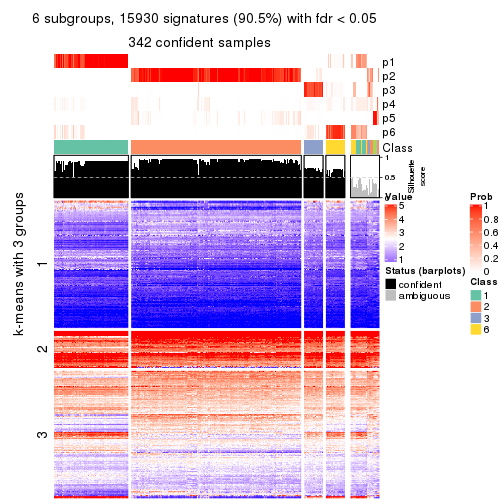 6 subgroups, 15930 signatures (90.5%) with fdr < 0.05
342 confident samples
p1
p2
p3
p4
p5
p6
Class
1
0.5
0
Silhouette
score
k-means with 3 groups
1
2
3
Value
5
4
3
2
1
Status (barplots)
confident
ambiguous
Prob
1
0.8
0.6
0.4
0.2
0
Class
1
2
3
6